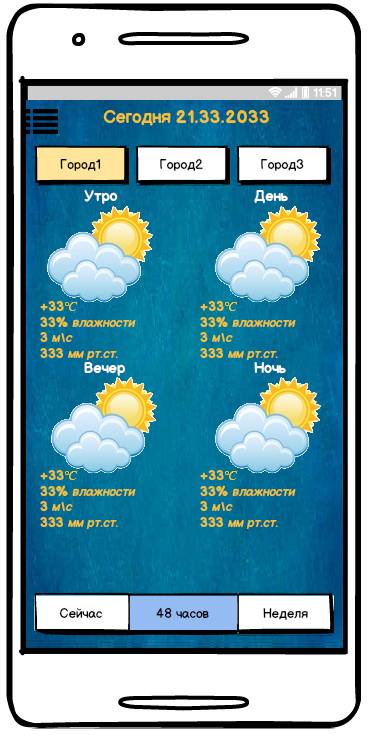 11:51
Сегодня 21.33.2033
Город1 Город2 Город3
Утро День
+33℃ +33℃
33% влажности 33% влажности
3 м\с 3 м\с
333 мм рт.ст. 333 мм рт.ст.
Вечер Ночь
+33℃ +33℃
33% влажности 33% влажности
3 м\с 3 м\с
333 мм рт.ст. 333 мм рт.ст.
Сейчас 48 часов Неделя